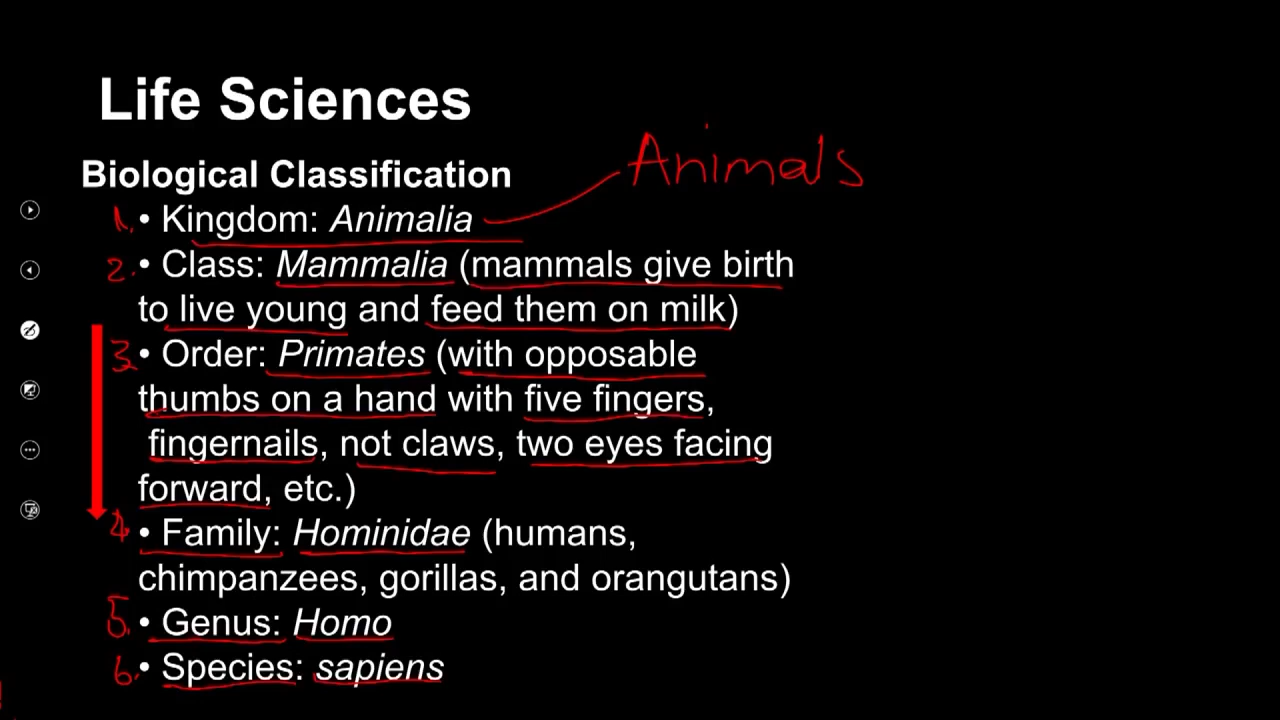 Life Sciences
Animals
Biological Classification
1. • Kingdom: Animalia
2. • Class: Mammalia (mammals give birth
to live young and feed them on milk)
3. • Order: Primates (with opposable
thumbs on a hand with five fingers,
fingernails, not claws, two eyes facing
forward, etc.)
4. • Family: Hominidae (humans,
chimpanzees, gorillas, and orangutans)
5. • Genus: Homo
6. • Species: sapiens